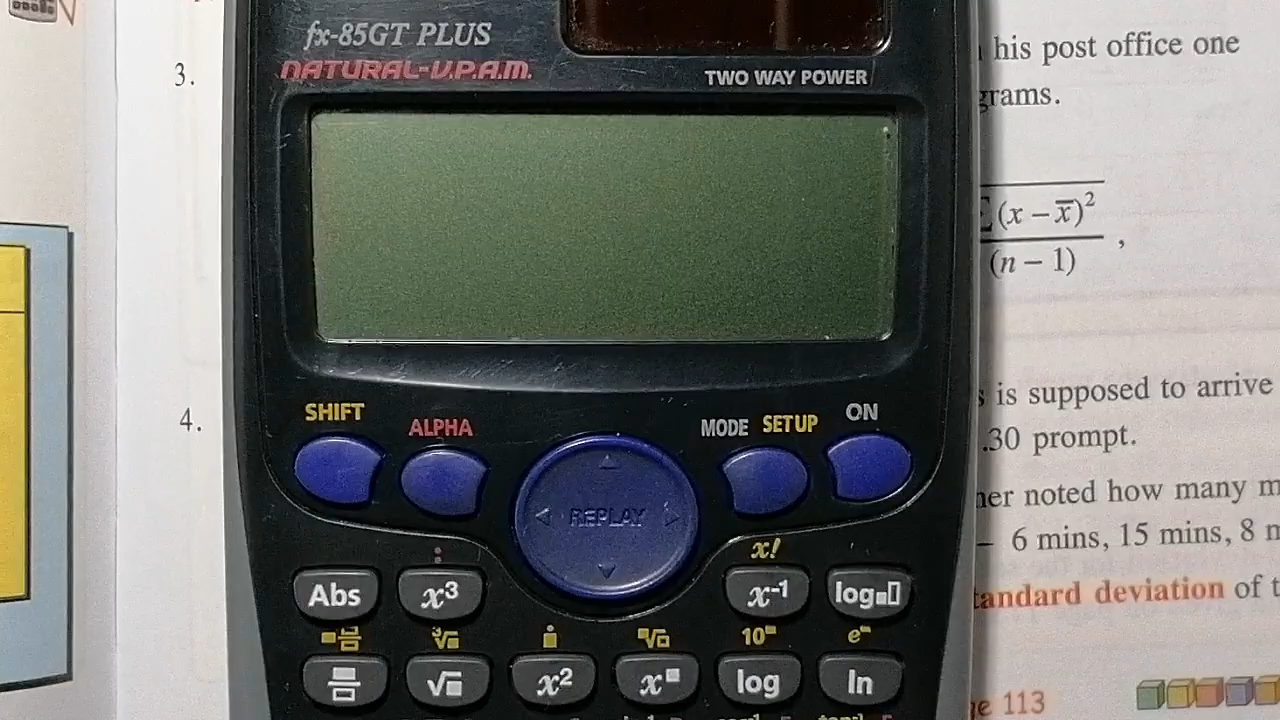 fx-85GT PLUS
NATURAL-V.P.A.M.
TWO WAY POWER
3.
his post office one
grams.
(x – x̄)²
(n – 1)
,
SHIFT
ALPHA
MODE SETUP
ON
REPLAY
4.
is supposed to arrive
.30 prompt.
noted how many
– 6 mins, 15 mins, 8
standard deviation of
:
x!
Abs
x³
x⁻¹
log▪▯
■⊟
³√□
■
ˣ√□
10■
e■
√■
x²
x■
log
ln
113